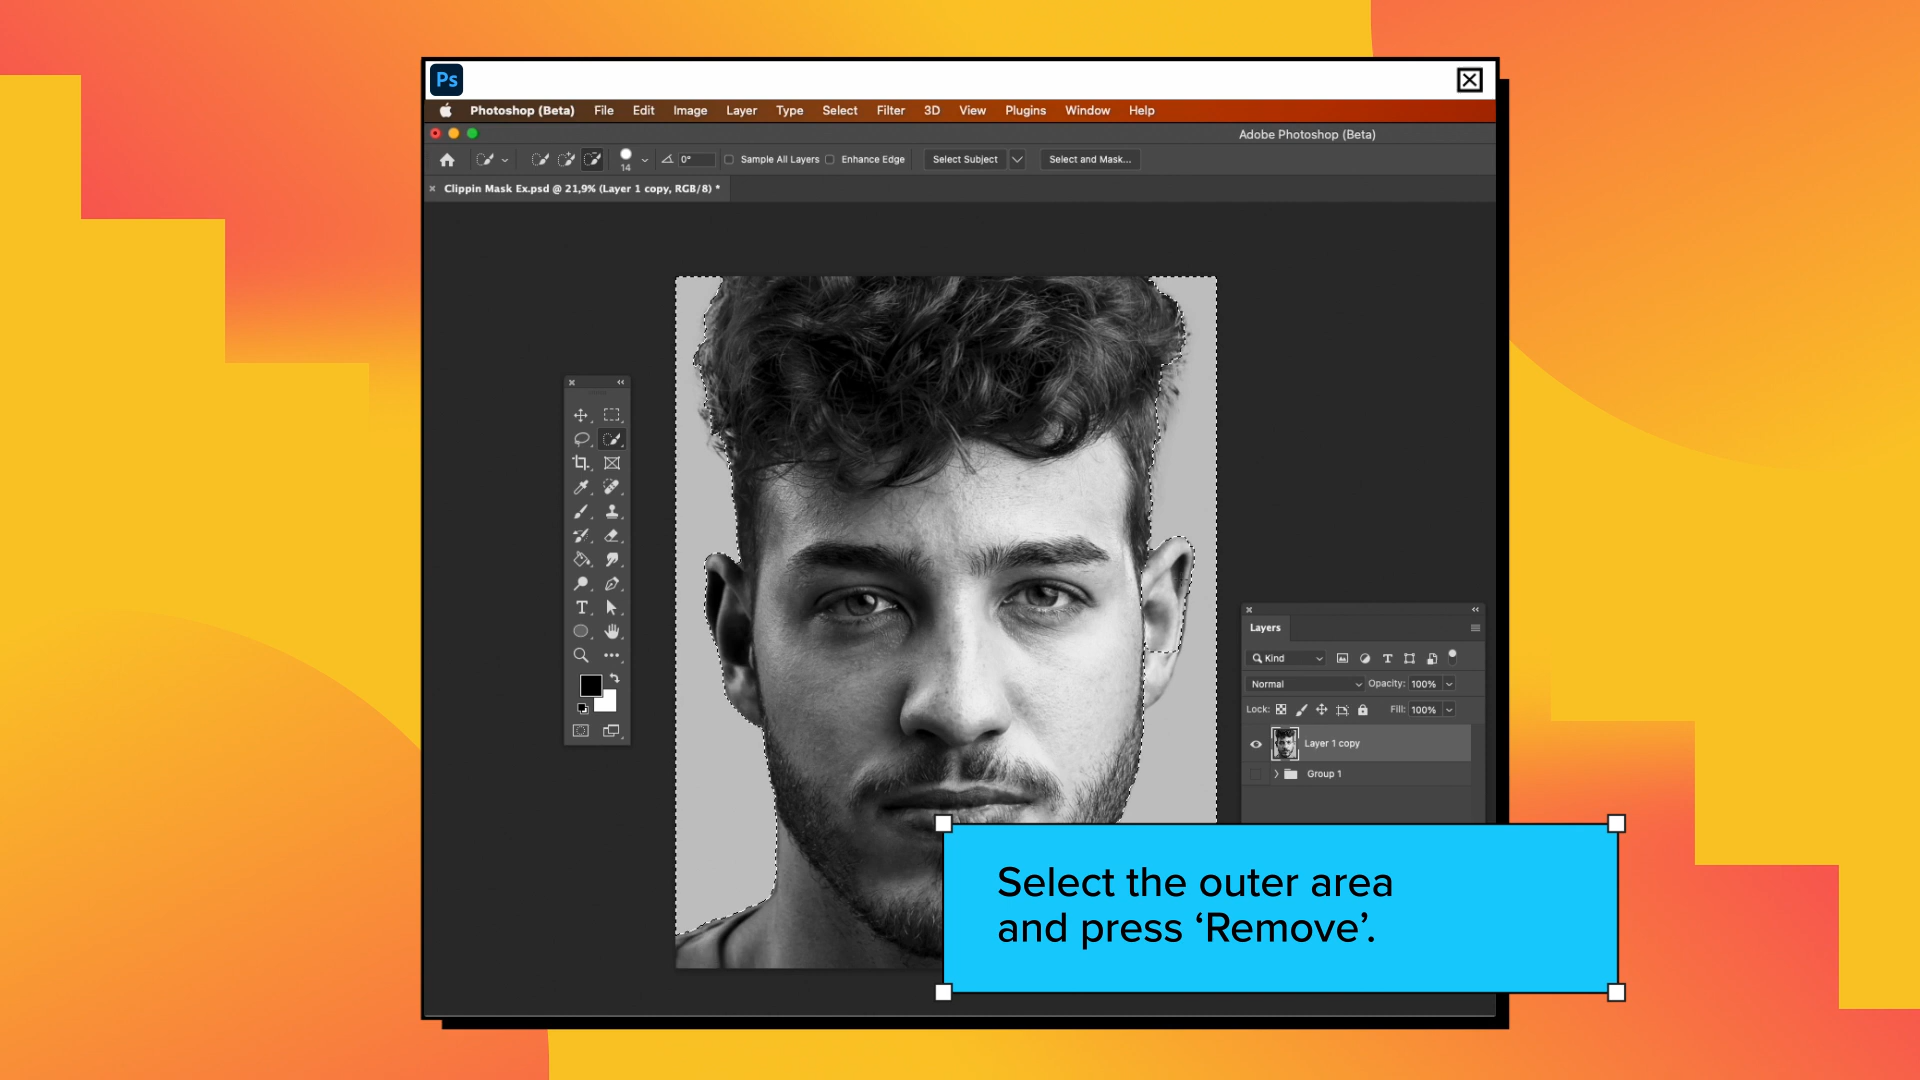 Ps
Photoshop (Beta) File Edit Image Layer Type Select Filter 3D View Plugins Window Help
Adobe Photoshop (Beta)
14 0° Sample All Layers Enhance Edge Select Subject Select and Mask...
Clippin Mask Ex.psd @ 21,9% (Layer 1 copy, RGB/8) *
Layers
Kind
Normal Opacity: 100%
Lock: Fill: 100%
Layer 1 copy
Group 1
Select the outer area
and press ‘Remove’.